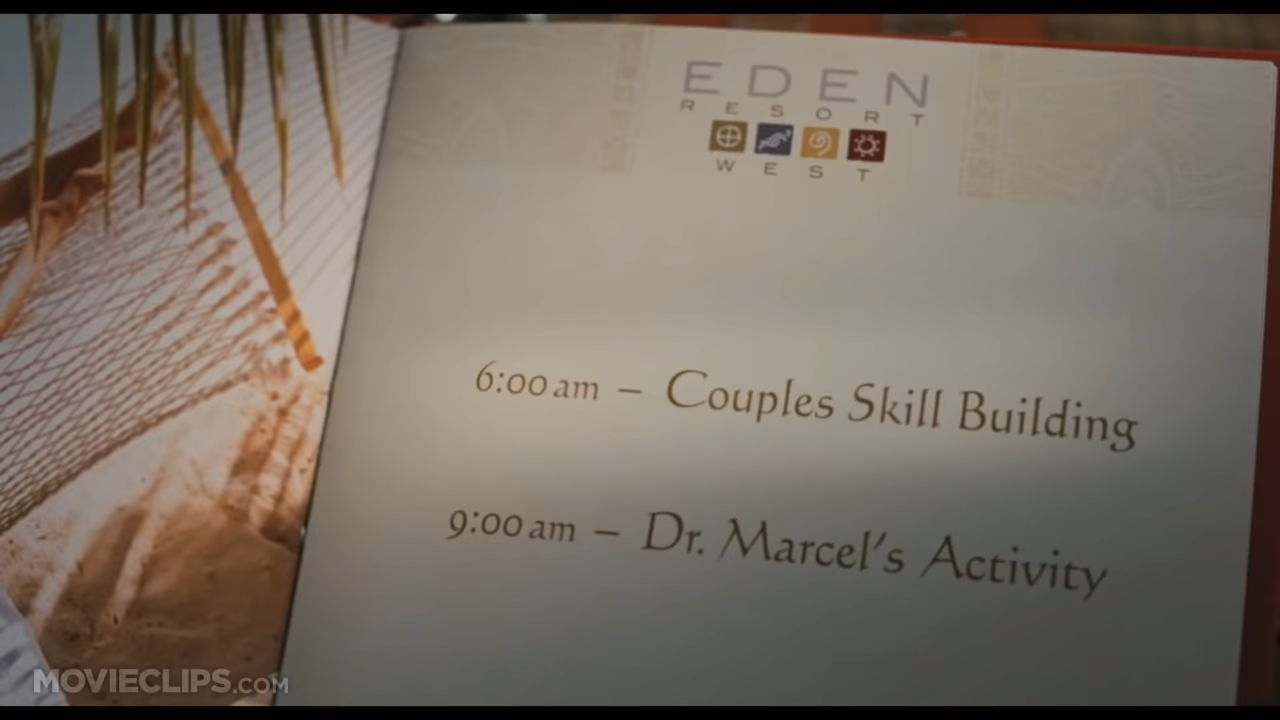 EDEN
RESORT
WEST
6:00 am – Couples Skill Building
9:00 am – Dr. Marcel's Activity
MOVIECLIPS.COM